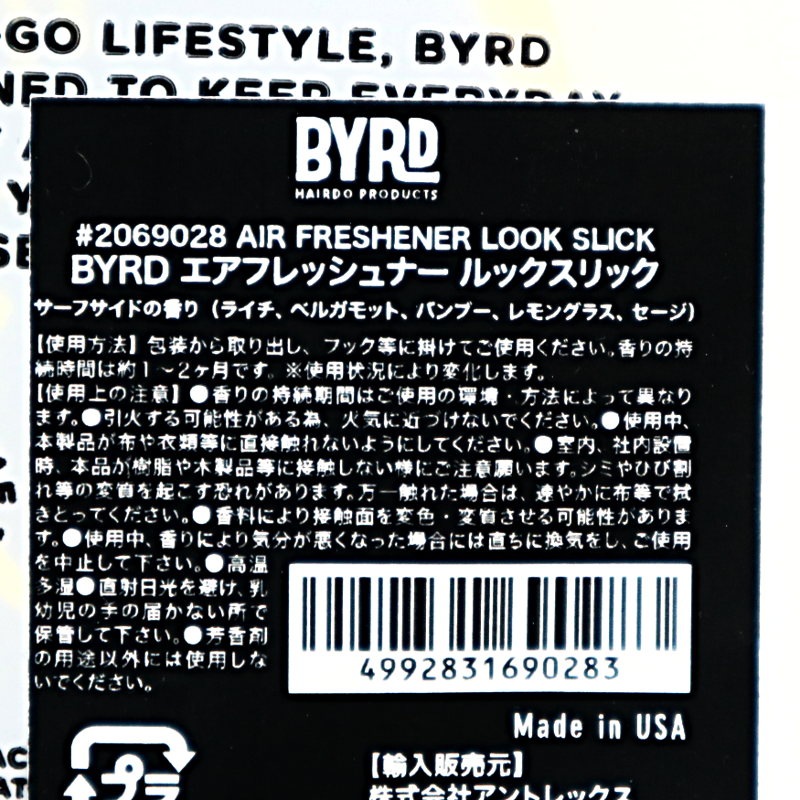 -GO LIFESTYLE, BYRD
NED TO KEEP EVERYDAY
BYRD
HAIRDO PRODUCTS
#2069028 AIR FRESHENER LOOK SLICK
BYRD エアフレッシュナー ルックスリック
サーフサイドの香り（ライチ、ベルガモット、バンブー、レモングラス、セージ）
【使用方法】包装から取り出し、フック等に掛けてご使用ください。香りの持
続時間は約1～2ヶ月です。※使用状況により変化します。
【使用上の注意】●香りの持続期間はご使用の環境・方法によって異なり
ます。●引火する可能性がある為、火気に近づけないでください。●使用中、
本製品が布や衣類等に直接触れないようにしてください。●室内、社内設置
時、本品が樹脂や木製品等に接触しない様にご注意願います。シミやひび割
れ等の変質を起こす恐れがあります。万一触れた場合は、速やかに布等で拭
きとってください。●香料により接触面を変色・変質させる可能性がありま
す。●使用中、香りにより気分が悪くなった場合には直ちに換気をし、ご使用
を中止して下さい。●高温
多湿●直射日光を避け、乳
幼児の手の届かない所で
保管して下さい。●芳香剤
の用途以外には使用しな
いでください。
4992831690283
Made in USA
プラ
【輸入販売元】
株式会社アントレックス